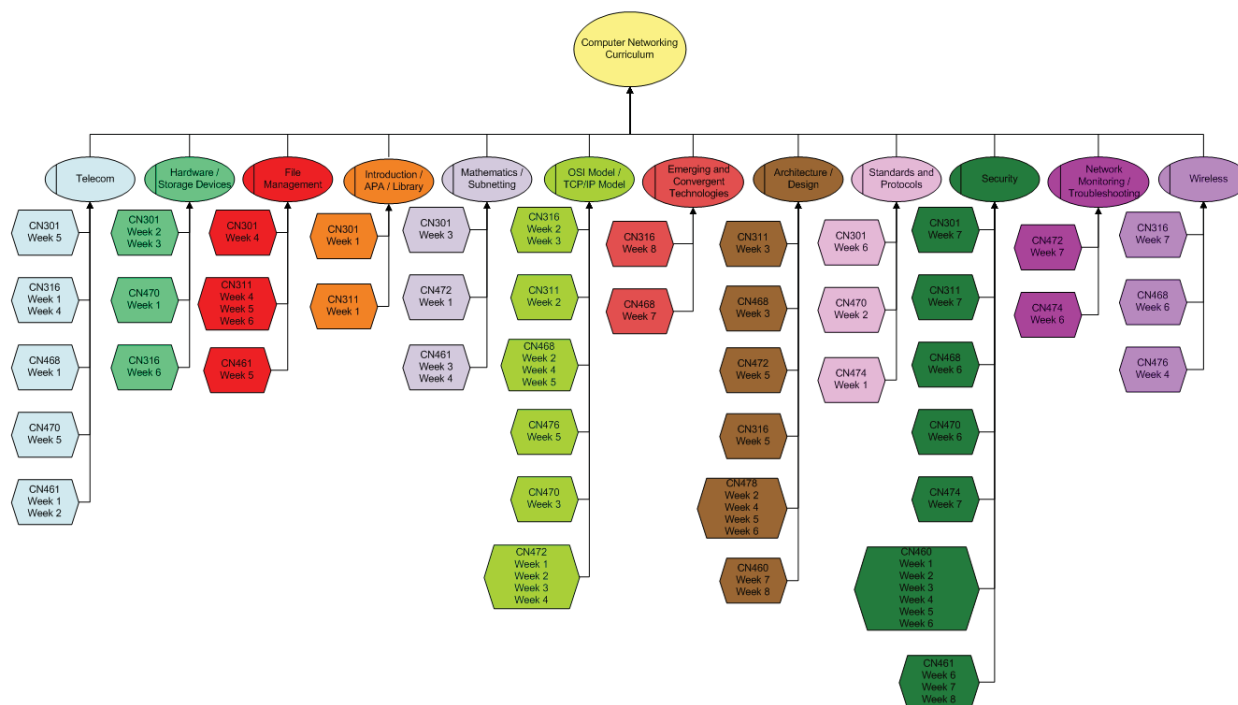 Computer Networking
Curriculum
Telecom
Hardware /
Storage Devices
File
Management
Introduction /
APA / Library
Mathematics /
Subnetting
OSI Model /
TCP/IP Model
Emerging and
Convergent
Technologies
Architecture /
Design
Standards and
Protocols
Security
Network
Monitoring /
Troubleshooting
Wireless
CN301
Week 5
CN316
Week 1
Week 4
CN468
Week 1
CN470
Week 5
CN461
Week 1
Week 2
CN301
Week 2
Week 3
CN470
Week 1
CN316
Week 6
CN301
Week 4
CN311
Week 4
Week 5
Week 6
CN461
Week 5
CN301
Week 1
CN311
Week 1
CN301
Week 3
CN472
Week 1
CN461
Week 3
Week 4
CN316
Week 2
Week 3
CN311
Week 2
CN468
Week 2
Week 4
Week 5
CN476
Week 5
CN470
Week 3
CN472
Week 1
Week 2
Week 3
Week 4
CN316
Week 8
CN468
Week 7
CN311
Week 3
CN468
Week 3
CN472
Week 5
CN316
Week 5
CN478
Week 2
Week 4
Week 5
Week 6
CN460
Week 7
Week 8
CN301
Week 6
CN470
Week 2
CN474
Week 1
CN301
Week 7
CN311
Week 7
CN468
Week 6
CN470
Week 6
CN474
Week 7
CN460
Week 1
Week 2
Week 3
Week 4
Week 5
Week 6
CN461
Week 6
Week 7
Week 8
CN472
Week 7
CN474
Week 6
CN316
Week 7
CN468
Week 6
CN476
Week 4